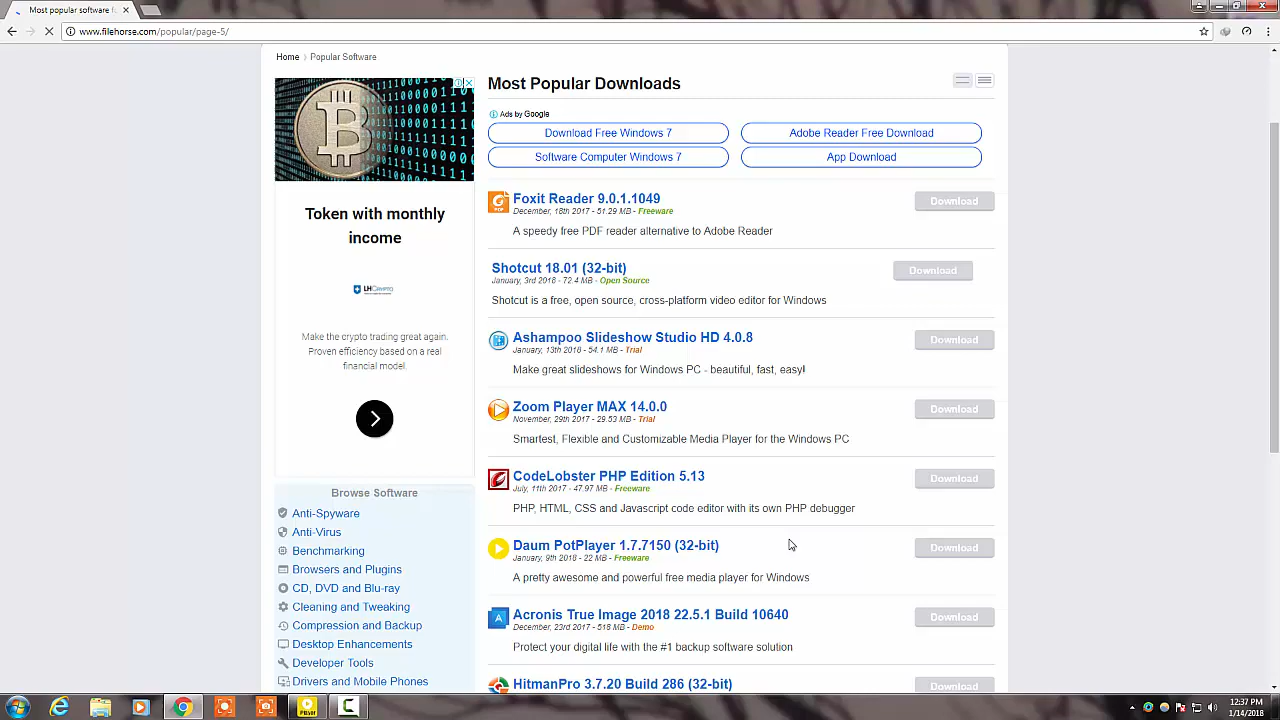 Most popular software f
www.filehorse.com/popular/page-5/
Home › Popular Software
Token with monthly
income
LHCRYPTO
Make the crypto trading great again.
Proven efficiency based on a real
financial model.
Browse Software
Anti-Spyware
Anti-Virus
Benchmarking
Browsers and Plugins
CD, DVD and Blu-ray
Cleaning and Tweaking
Compression and Backup
Desktop Enhancements
Developer Tools
Drivers and Mobile Phones
Most Popular Downloads
Ads by Google
Download Free Windows 7
Adobe Reader Free Download
Software Computer Windows 7
App Download
Foxit Reader 9.0.1.1049
Download
December, 18th 2017 - 51.29 MB - Freeware
A speedy free PDF reader alternative to Adobe Reader
Shotcut 18.01 (32-bit)
Download
January, 3rd 2018 - 72.4 MB - Open Source
Shotcut is a free, open source, cross-platform video editor for Windows
Ashampoo Slideshow Studio HD 4.0.8
Download
January, 13th 2018 - 54.1 MB - Trial
Make great slideshows for Windows PC - beautiful, fast, easy!
Zoom Player MAX 14.0.0
Download
November, 29th 2017 - 29.53 MB - Trial
Smartest, Flexible and Customizable Media Player for the Windows PC
CodeLobster PHP Edition 5.13
Download
July, 11th 2017 - 47.97 MB - Freeware
PHP, HTML, CSS and Javascript code editor with its own PHP debugger
Daum PotPlayer 1.7.7150 (32-bit)
Download
January, 9th 2018 - 22 MB - Freeware
A pretty awesome and powerful free media player for Windows
Acronis True Image 2018 22.5.1 Build 10640
Download
December, 23rd 2017 - 518 MB - Demo
Protect your digital life with the #1 backup software solution
HitmanPro 3.7.20 Build 286 (32-bit)
Download
12:37 PM
1/14/2018